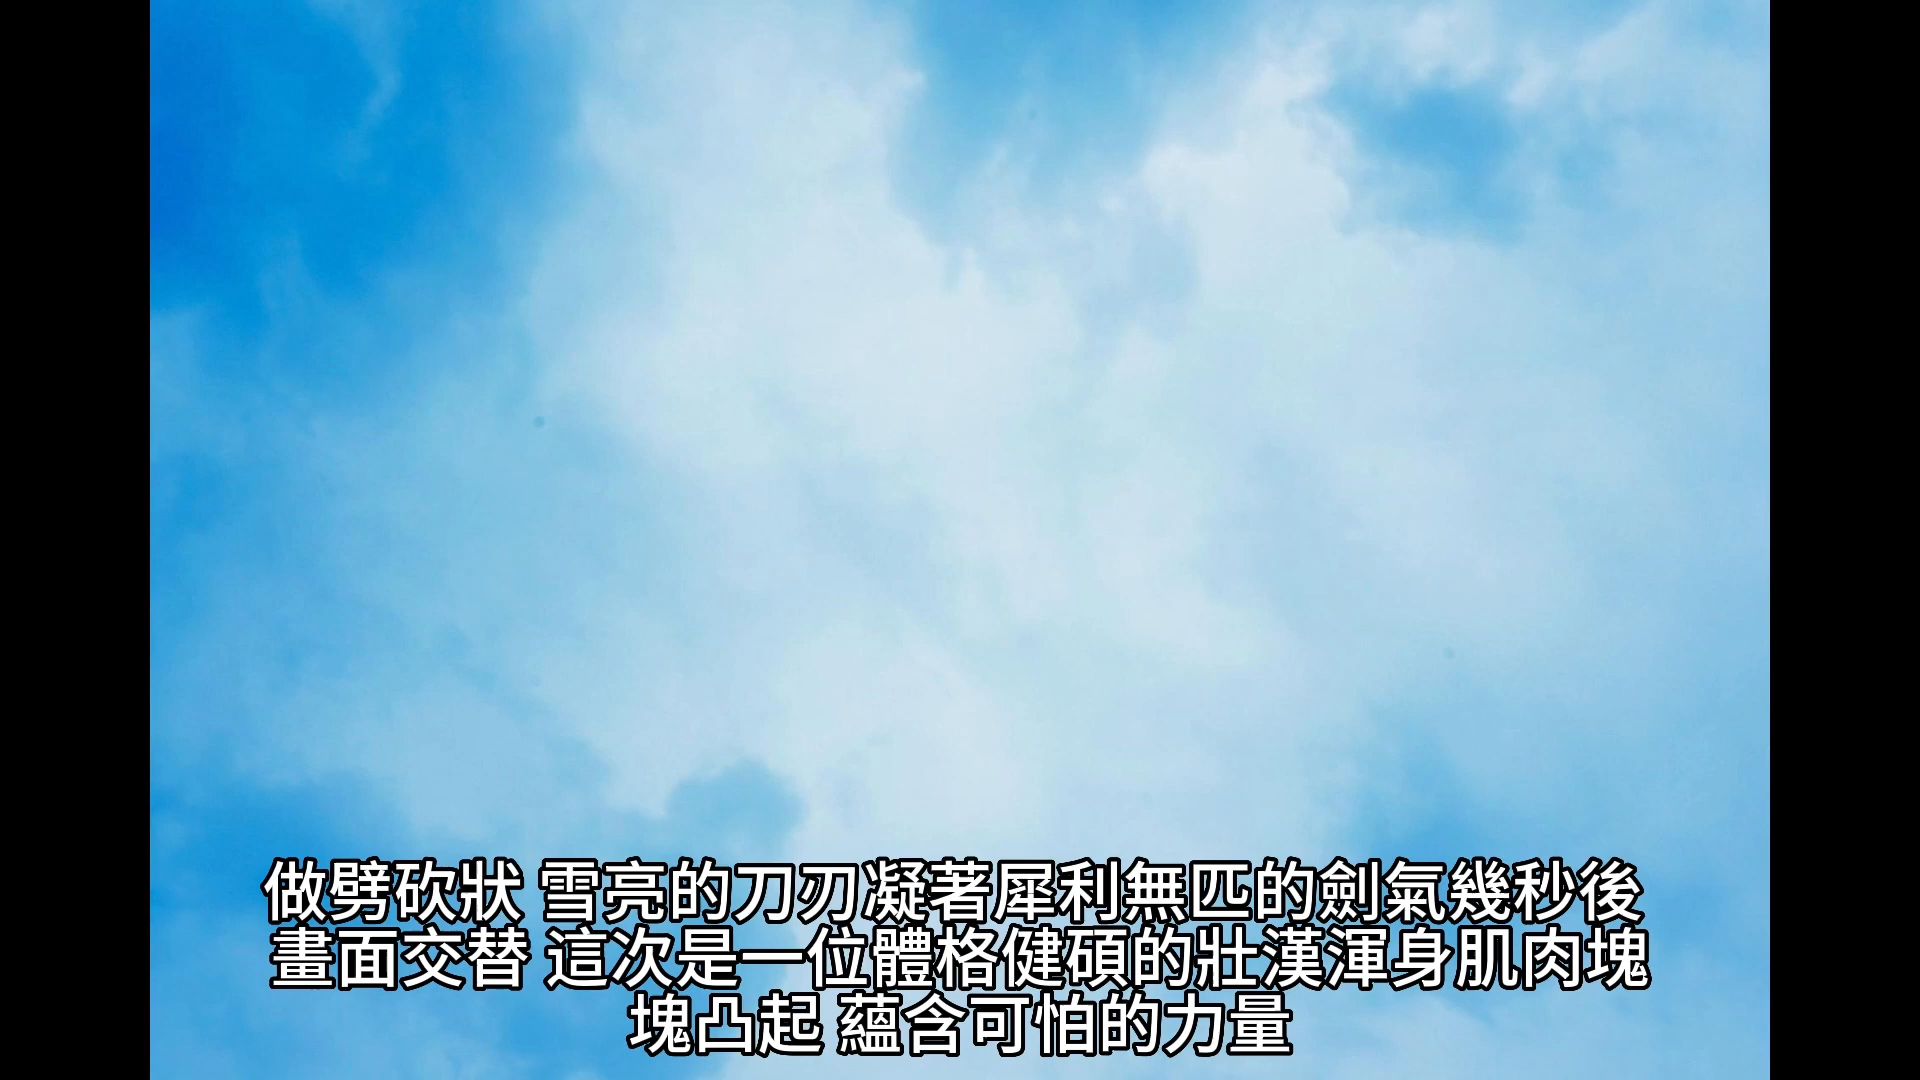 做劈砍狀 雪亮的刀刃凝著犀利無匹的劍氣幾秒後
畫面交替 這次是一位體格健碩的壯漢渾身肌肉塊
塊凸起 蘊含可怕的力量